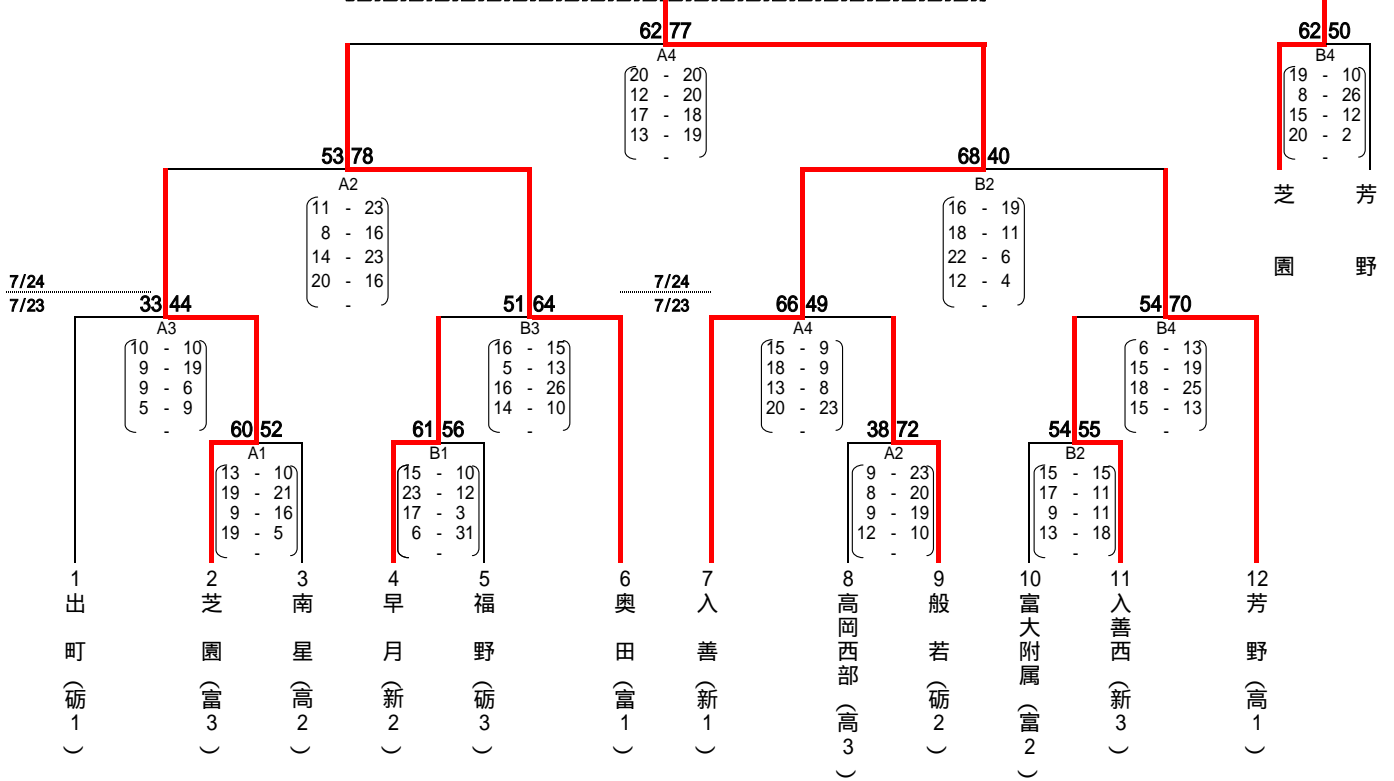 62 77
A4
20 - 20
12 - 20
17 - 18
13 - 19
-
62 50
B4
19 - 10
8 - 26
15 - 12
20 - 2
-
芝園
芳野
53 78
A2
11 - 23
8 - 16
14 - 23
20 - 16
-
68 40
B2
16 - 19
18 - 11
22 - 6
12 - 4
-
7/24
7/23
7/24
7/23
33 44
A3
10 - 10
9 - 19
9 - 6
5 - 9
-
51 64
B3
16 - 15
5 - 13
16 - 26
14 - 10
-
66 49
A4
15 - 9
18 - 9
13 - 8
20 - 23
-
54 70
B4
6 - 13
15 - 19
18 - 25
15 - 13
-
60 52
A1
13 - 10
19 - 21
9 - 16
19 - 5
-
61 56
B1
15 - 10
23 - 12
17 - 3
6 - 31
-
38 72
A2
9 - 23
8 - 20
9 - 19
12 - 10
-
54 55
B2
15 - 15
17 - 11
9 - 11
13 - 18
-
1 出町(砺1)
2 芝園(富3)
3 南星(高2)
4 早月(新2)
5 福野(砺3)
6 奥田(富1)
7 入善(新1)
8 高岡西部(高3)
9 般若(砺2)
10 富大附属(富2)
11 入善西(新3)
12 芳野(高1)